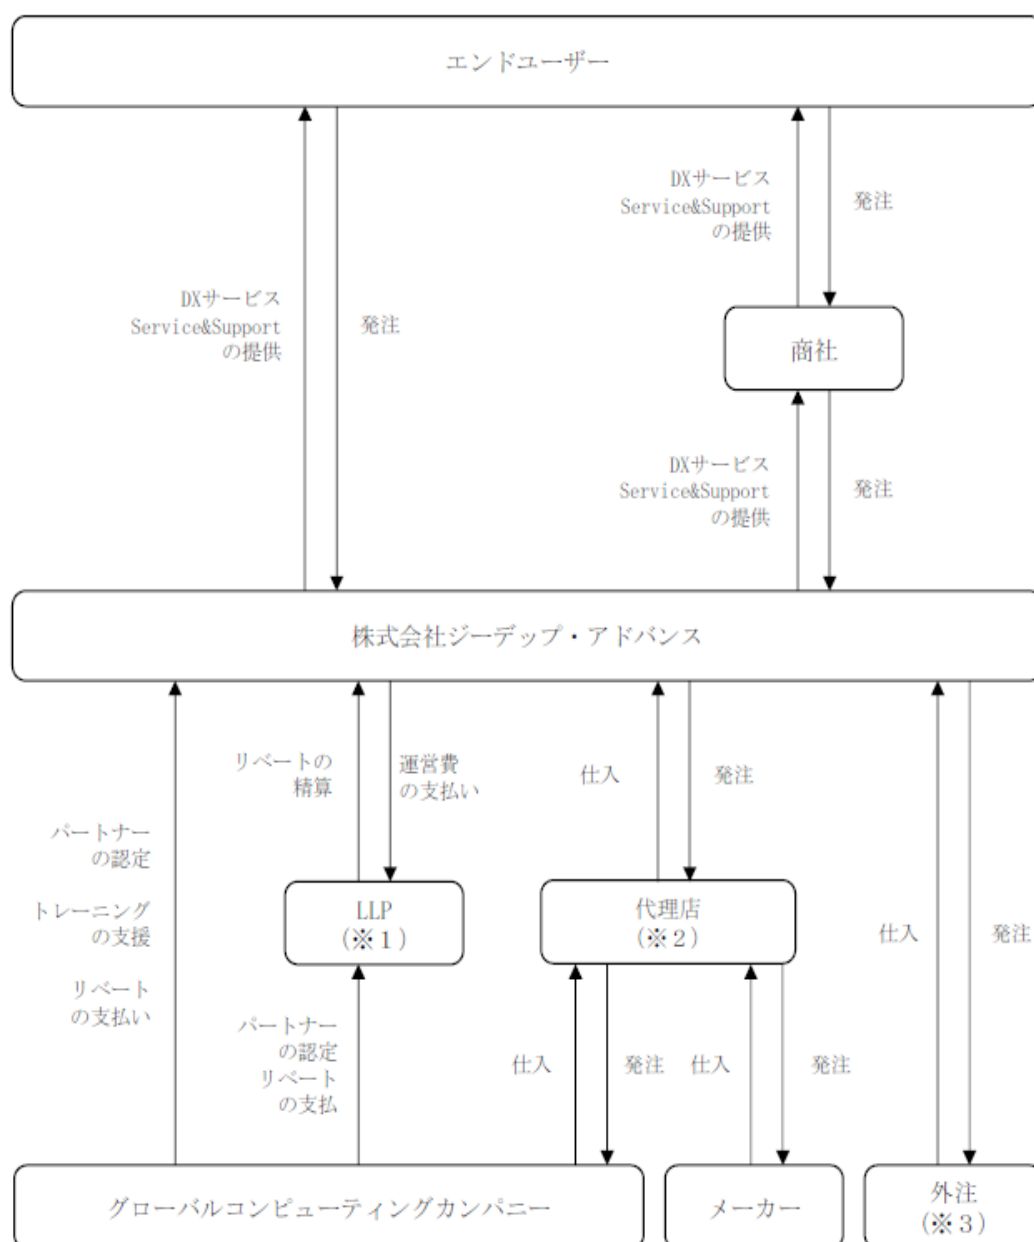 エンドユーザー
DXサービス
Service&Support
の提供
発注
DXサービス
Service&Support
の提供
発注
商社
DXサービス
Service&Support
の提供
発注
株式会社ジーデップ・アドバンス
リベートの
精算
運営費
の支払い
仕入
発注
パートナー
の認定
トレーニング
の支援
リベート
の支払い
LLP
(※1)
代理店
(※2)
仕入
発注
パートナー
の認定
リベート
の支払
仕入
発注
仕入
発注
グローバルコンピューティングカンパニー
メーカー
外注
(※3)